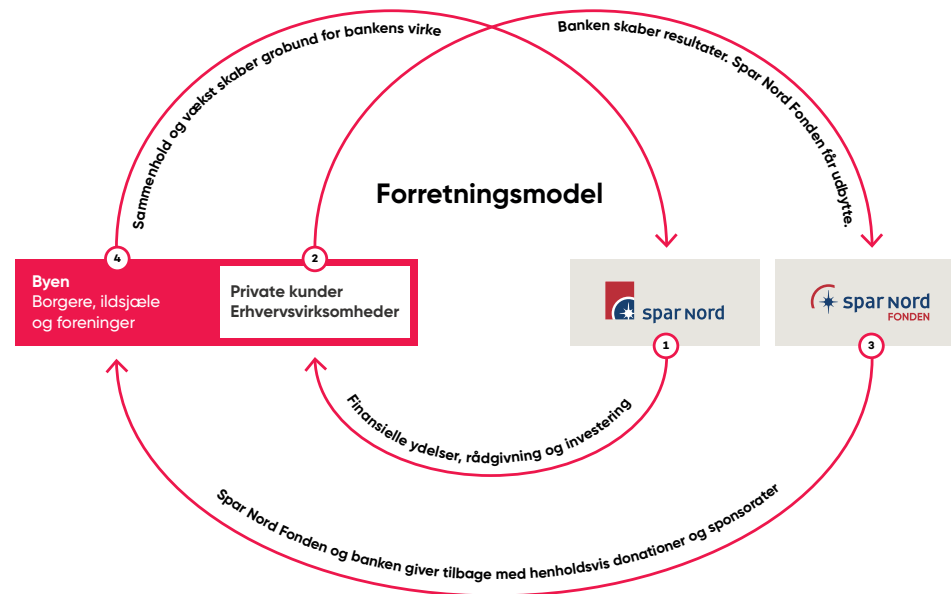 Sammenhold og vækst skaber grobund for bankens virke
Banken skaber resultater. Spar Nord Fonden får udbytte.
Forretningsmodel
4
2
Byen
Borgere, ildsjæle
og foreninger
Private kunder
Erhvervsvirksomheder
spar nord
spar nord
FONDEN
1
3
Finansielle ydelser, rådgivning og investering
Spar Nord Fonden og banken giver tilbage med henholdsvis donationer og sponsorater